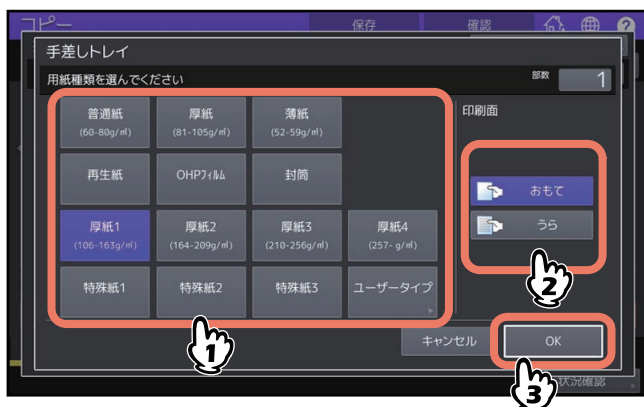 コピー
保存
確認
手差しトレイ
用紙種類を選んでください
部数
1
普通紙
(60-80g/㎡)
厚紙
(81-105g/㎡)
薄紙
(52-59g/㎡)
再生紙
OHPフィルム
封筒
厚紙1
(106-163g/㎡)
厚紙2
(164-209g/㎡)
厚紙3
(210-256g/㎡)
厚紙4
(257- g/㎡)
特殊紙1
特殊紙2
特殊紙3
ユーザータイプ
印刷面
おもて
うら
1
2
キャンセル
OK
3
状況確認